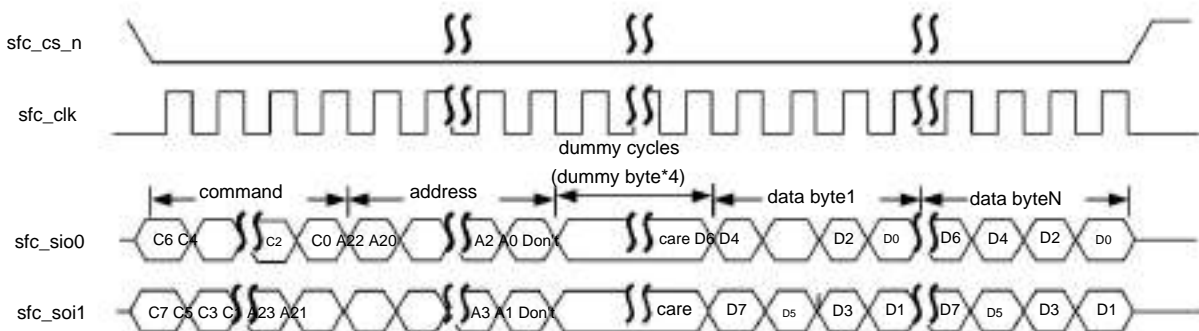 sfc_cs_n
sfc_clk
dummy cycles
command address (dummy byte*4) data byte1 data byteN
sfc_sio0 C6 C4 C2 C0 A22 A20 A2 A0 Don't care D6 D4 D2 D0 D6 D4 D2 D0
sfc_soi1 C7 C5 C3 C1 A23 A21 A3 A1 Don't care D7 D5 D3 D1 D7 D5 D3 D1